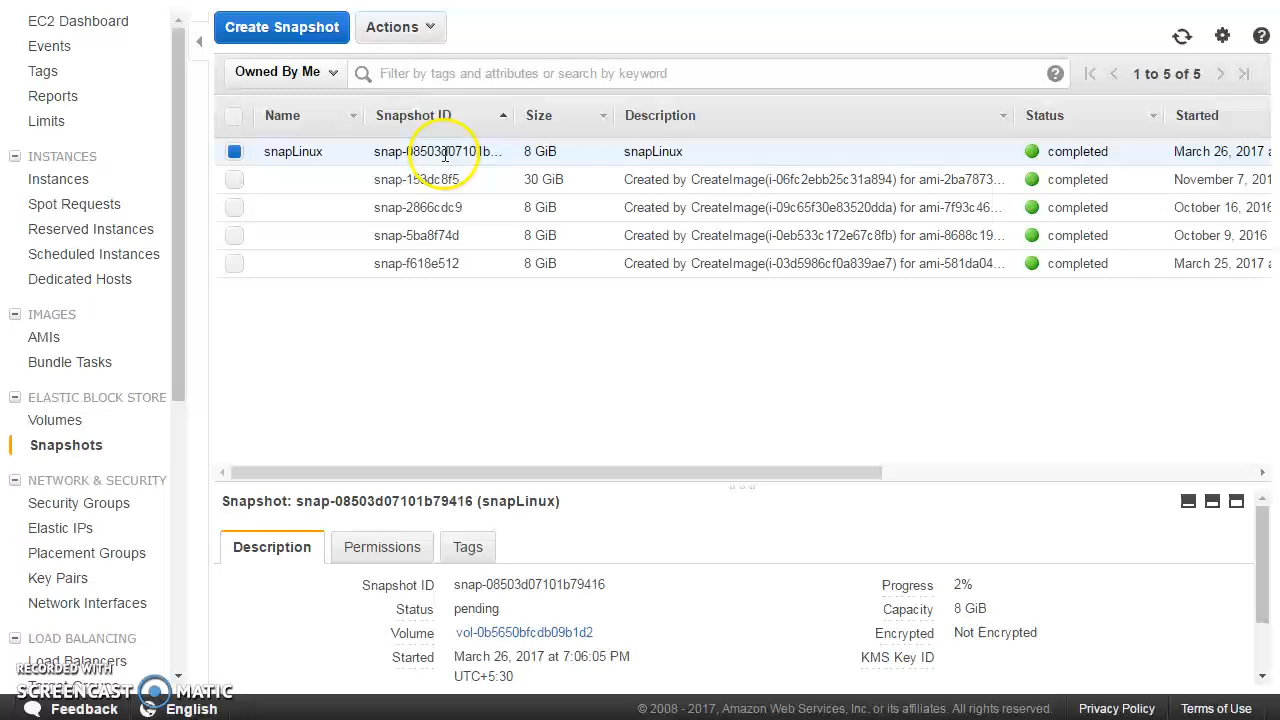 EC2 Dashboard
Events
Tags
Reports
Limits
INSTANCES
Instances
Spot Requests
Reserved Instances
Scheduled Instances
Dedicated Hosts
IMAGES
AMIs
Bundle Tasks
ELASTIC BLOCK STORE
Volumes
Snapshots
NETWORK & SECURITY
Security Groups
Elastic IPs
Placement Groups
Key Pairs
Network Interfaces
LOAD BALANCING
Load Balancers
Create Snapshot Actions
Owned By Me Filter by tags and attributes or search by keyword 1 to 5 of 5
Name Snapshot ID Size Description Status Started
snapLinux snap-08503d07101b... 8 GiB snapLinux completed March 26, 2017 a
snap-153dc8f5 30 GiB Created by CreateImage(i-06fc2ebb25c31a894) for ami-2ba7873... completed November 7, 201
snap-2866cdc9 8 GiB Created by CreateImage(i-09c65f30e83520dda) for ami-7f93c46... completed October 16, 2016
snap-5ba8f74d 8 GiB Created by CreateImage(i-0eb533c172e67c8fb) for ami-8688c19... completed October 9, 2016
snap-f618e512 8 GiB Created by CreateImage(i-03d5986cf0a839ae7) for ami-581da04... completed March 25, 2017 a
Snapshot: snap-08503d07101b79416 (snapLinux)
Description Permissions Tags
Snapshot ID snap-08503d07101b79416 Progress 2%
Status pending Capacity 8 GiB
Volume vol-0b5650bfcdb09b1d2 Encrypted Not Encrypted
Started March 26, 2017 at 7:06:05 PM KMS Key ID
UTC+5:30
RECORDED WITH
SCREENCAST MATIC
Feedback English © 2008 - 2017, Amazon Web Services, Inc. or its affiliates. All rights reserved. Privacy Policy Terms of Use